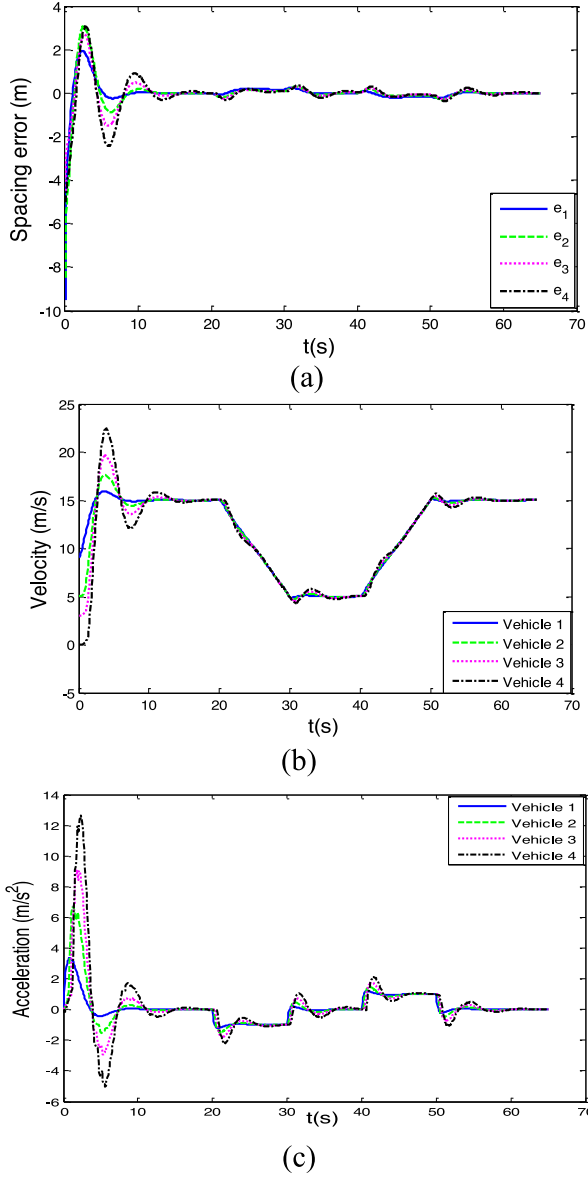 4
2
0
-2
-4
-6
-8
-10
Spacing error (m)
e1
e2
e3
e4
0 10 20 30 40 50 60 70
t(s)
(a)
25
20
15
10
5
0
-5
Velocity (m/s)
Vehicle 1
Vehicle 2
Vehicle 3
Vehicle 4
0 10 20 30 40 50 60 70
t(s)
(b)
14
12
10
8
6
4
2
0
-2
-4
-6
Acceleration (m/s²)
Vehicle 1
Vehicle 2
Vehicle 3
Vehicle 4
0 10 20 30 40 50 60 70
t(s)
(c)